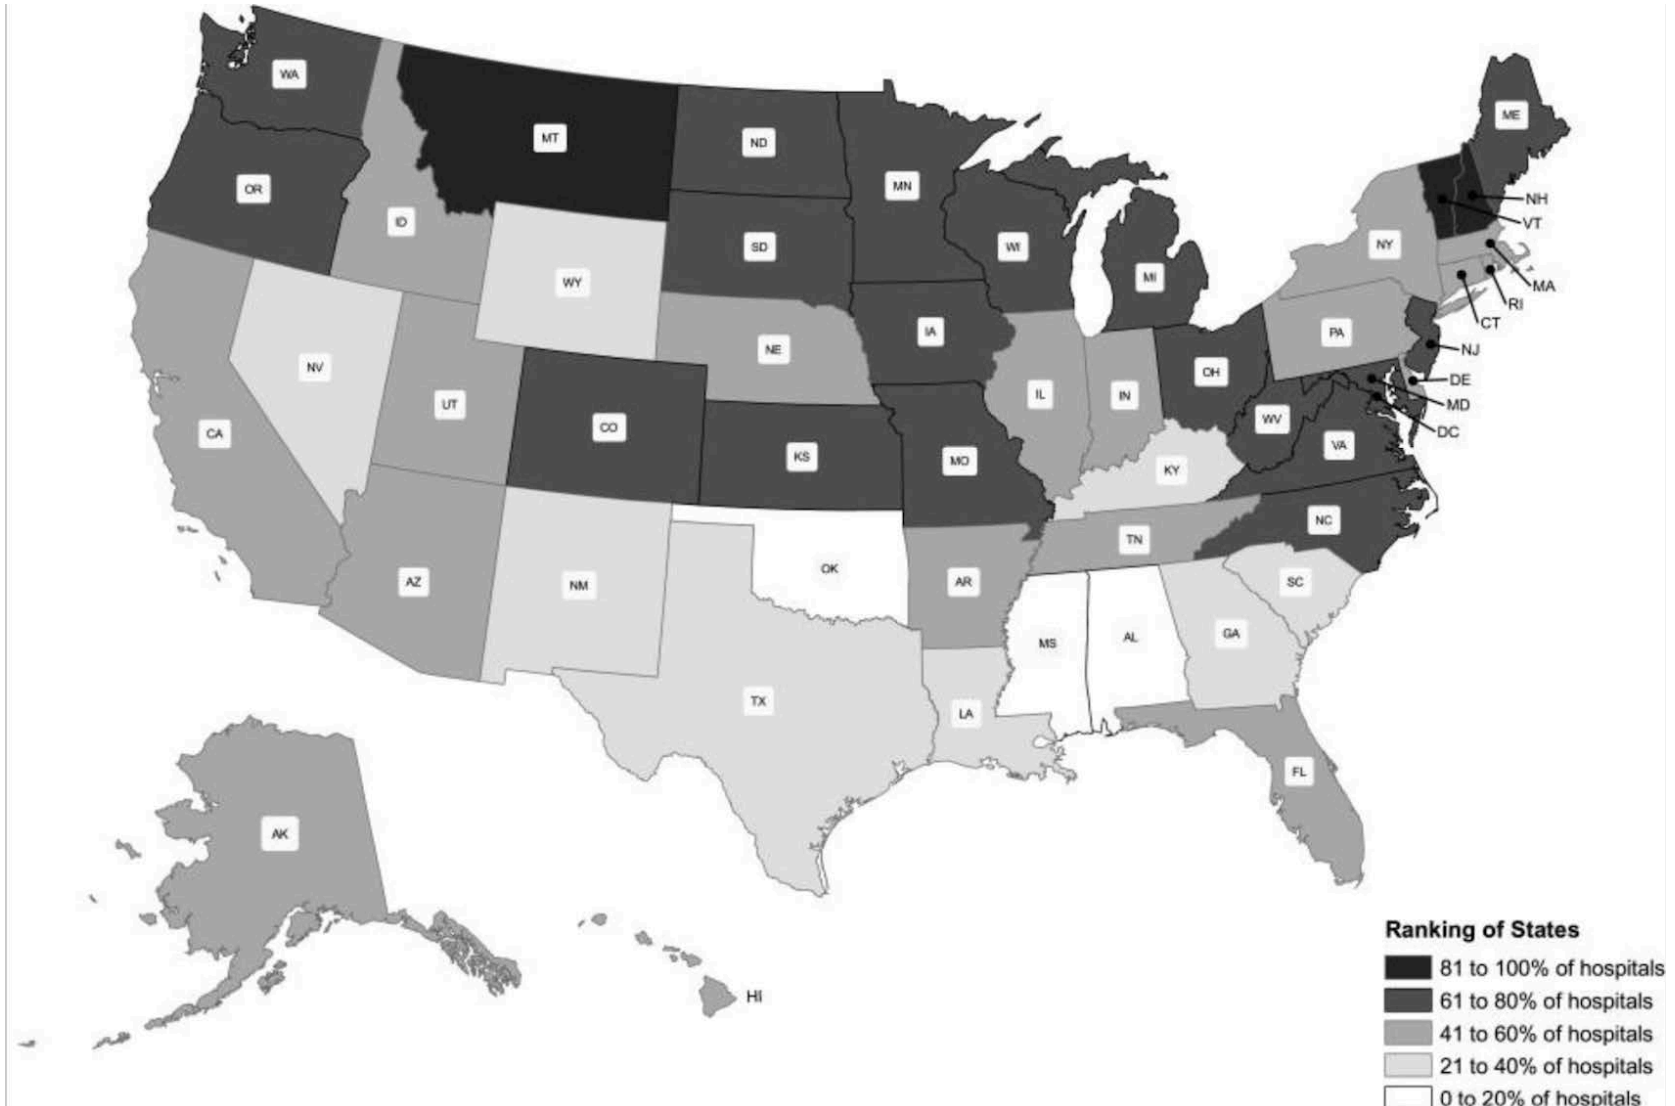 WA
MT
ND
MN
ME
OR
ID
SD
WI
MI
NY
NH
VT
MA
RI
CT
WY
NE
IA
PA
NJ
NV
UT
CO
KS
MO
IL
IN
OH
WV
VA
DE
MD
DC
CA
KY
AZ
NM
OK
AR
TN
NC
SC
MS
AL
GA
TX
LA
FL
AK
HI
Ranking of States
81 to 100% of hospitals
61 to 80% of hospitals
41 to 60% of hospitals
21 to 40% of hospitals
0 to 20% of hospitals